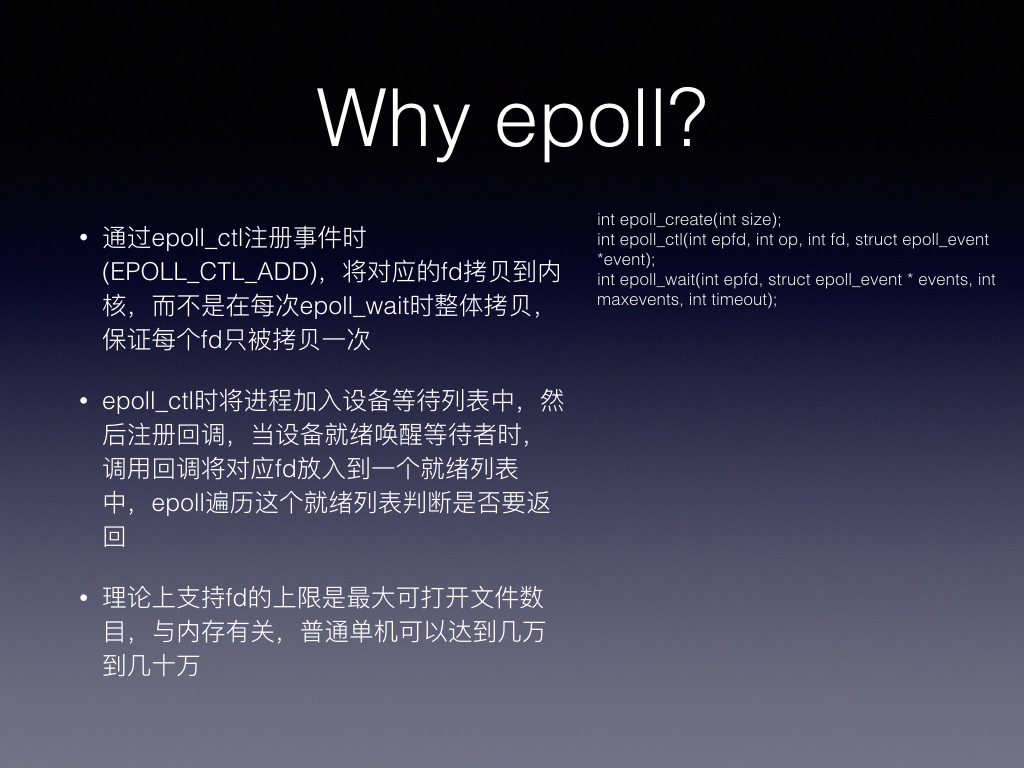 Why epoll?
• 通过epoll_ctl注册事件时
(EPOLL_CTL_ADD)，将对应的fd拷贝到内
核，而不是在每次epoll_wait时整体拷贝，
保证每个fd只被拷贝一次
• epoll_ctl时将进程加入设备等待列表中，然
后注册回调，当设备就绪唤醒等待者时，
调用回调将对应fd放入到一个就绪列表
中，epoll遍历这个就绪列表判断是否要返
回
• 理论上支持fd的上限是最大可打开文件数
目，与内存有关，普通单机可以达到几万
到几十万
int epoll_create(int size);
int epoll_ctl(int epfd, int op, int fd, struct epoll_event
*event);
int epoll_wait(int epfd, struct epoll_event * events, int
maxevents, int timeout);